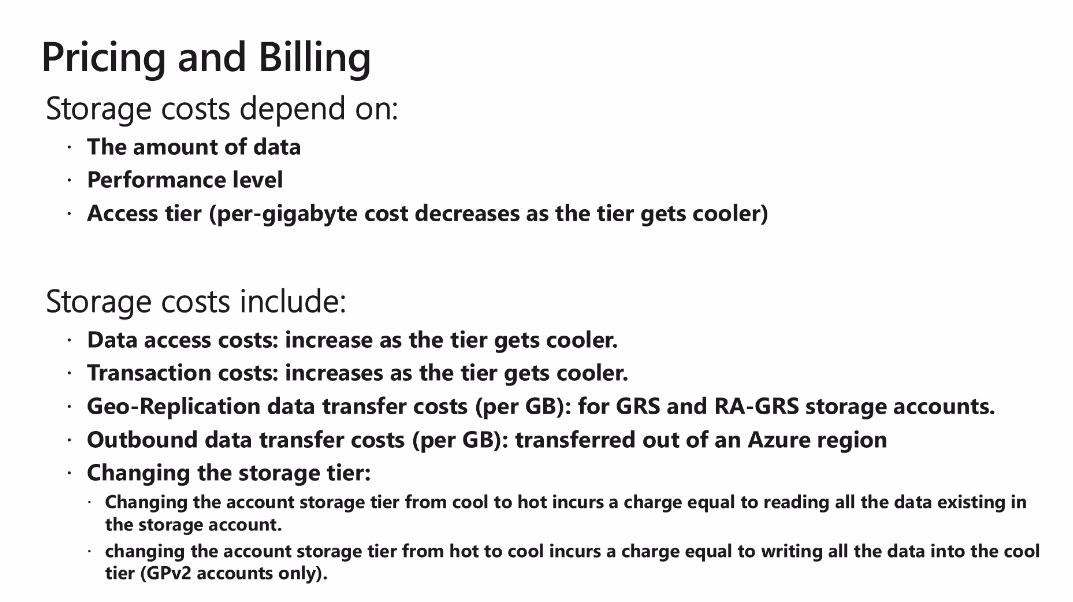 Pricing and Billing
Storage costs depend on:
· The amount of data
· Performance level
· Access tier (per-gigabyte cost decreases as the tier gets cooler)
Storage costs include:
· Data access costs: increase as the tier gets cooler.
· Transaction costs: increases as the tier gets cooler.
· Geo-Replication data transfer costs (per GB): for GRS and RA-GRS storage accounts.
· Outbound data transfer costs (per GB): transferred out of an Azure region
· Changing the storage tier:
· Changing the account storage tier from cool to hot incurs a charge equal to reading all the data existing in
the storage account.
· changing the account storage tier from hot to cool incurs a charge equal to writing all the data into the cool
tier (GPv2 accounts only).